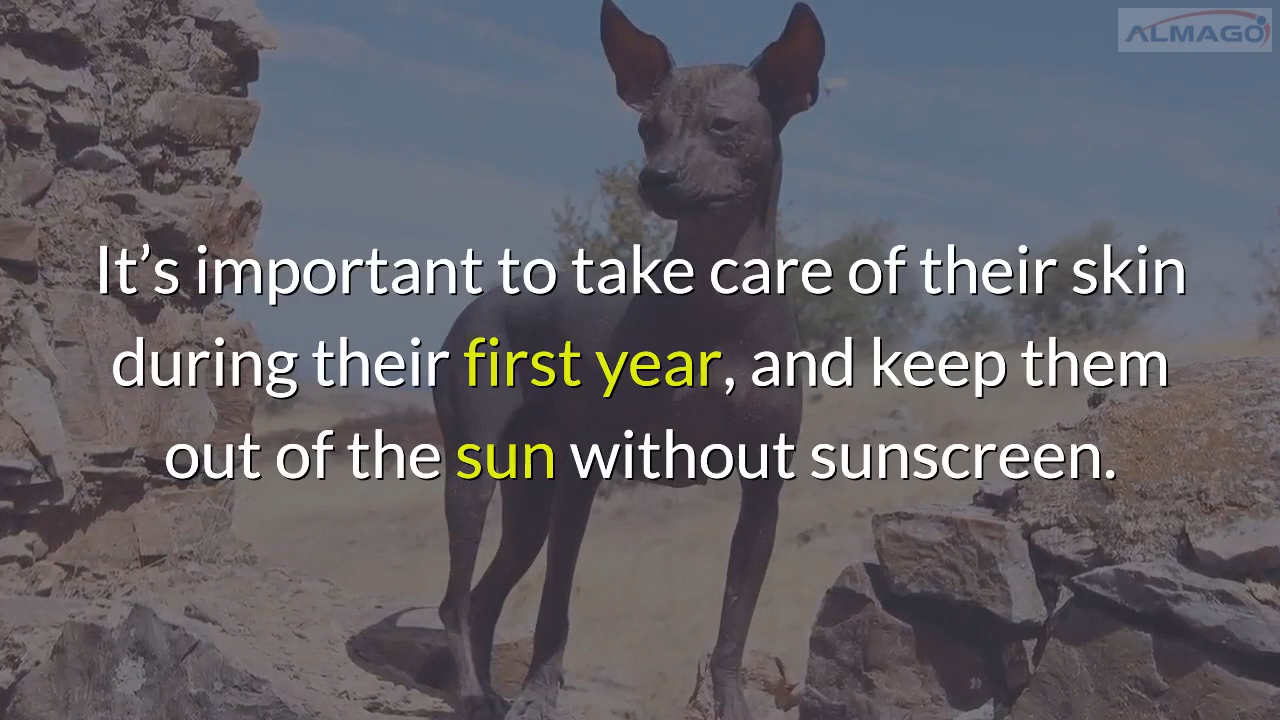 ALMAGO
It’s important to take care of their skin
during their first year, and keep them
out of the sun without sunscreen.